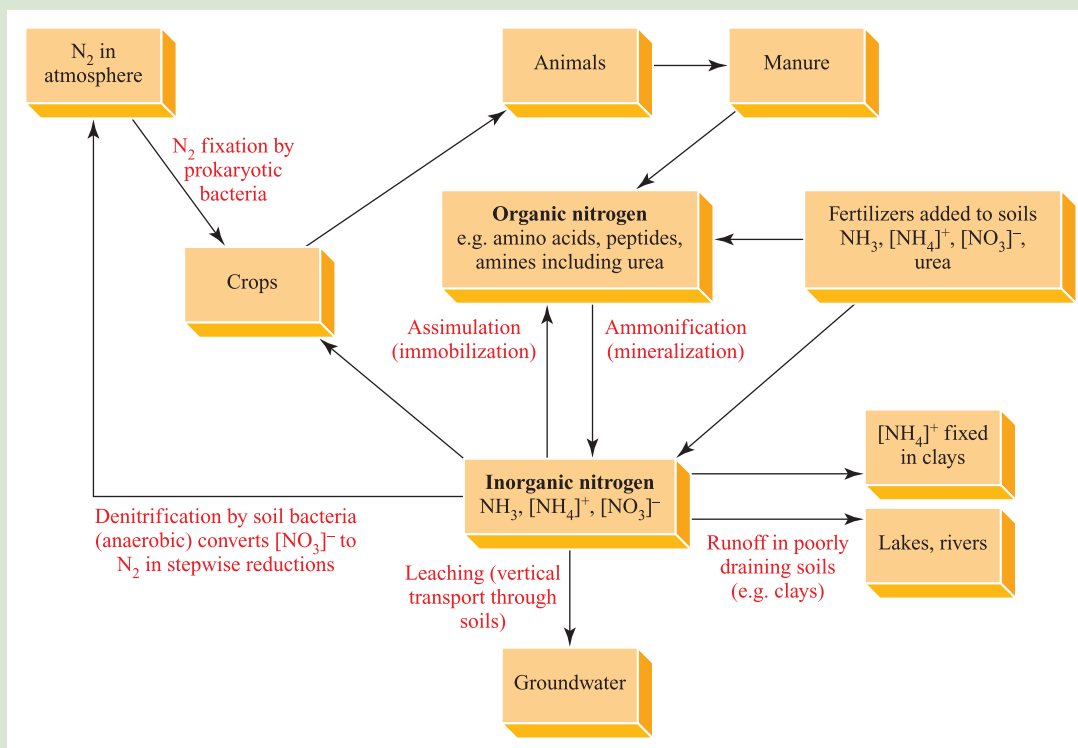 N₂ in
atmosphere
Animals
Manure
N₂ fixation by
prokaryotic
bacteria
Organic nitrogen
e.g. amino acids, peptides,
amines including urea
Fertilizers added to soils
NH₃, [NH₄]⁺, [NO₃]⁻,
urea
Crops
Assimulation
(immobilization)
Ammonification
(mineralization)
[NH₄]⁺ fixed
in clays
Inorganic nitrogen
NH₃, [NH₄]⁺, [NO₃]⁻
Denitrification by soil bacteria
(anaerobic) converts [NO₃]⁻ to
N₂ in stepwise reductions
Lakes, rivers
Runoff in poorly
draining soils
(e.g. clays)
Leaching (vertical
transport through
soils)
Groundwater